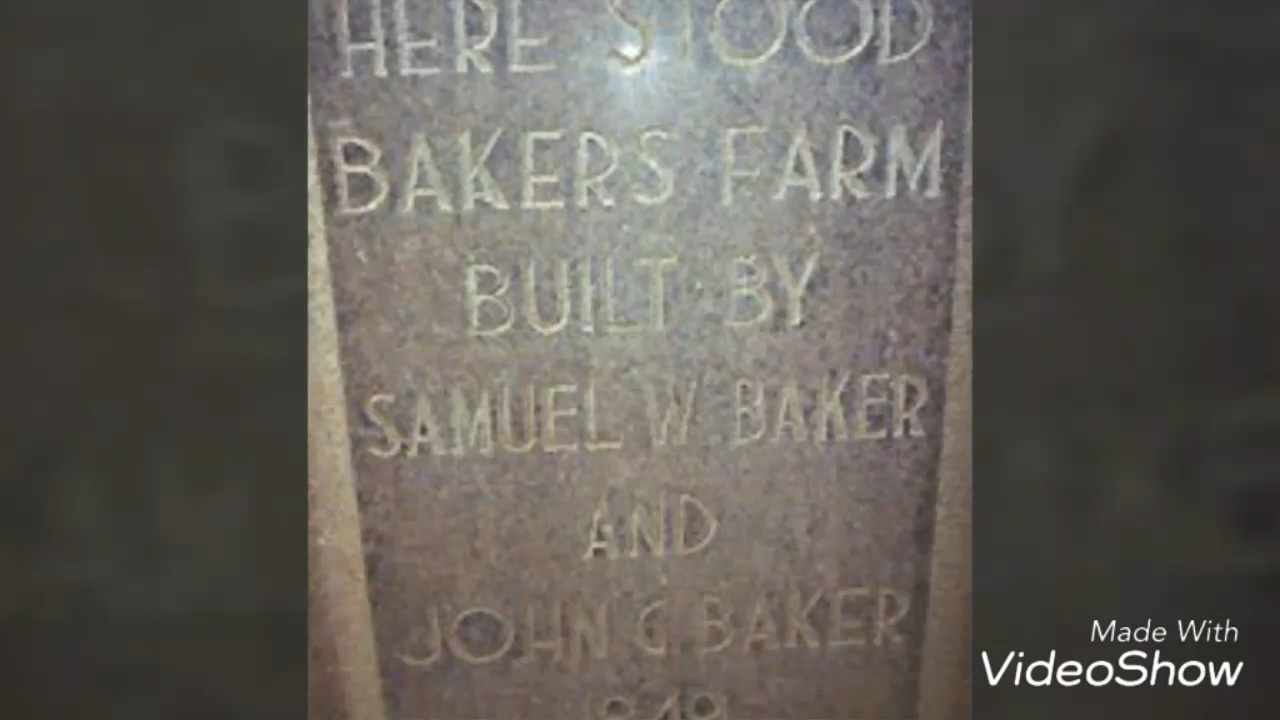 HERE STOOD
BAKERS FARM
BUILT BY
SAMUEL W BAKER
AND
JOHN G BAKER
Made With
VideoShow